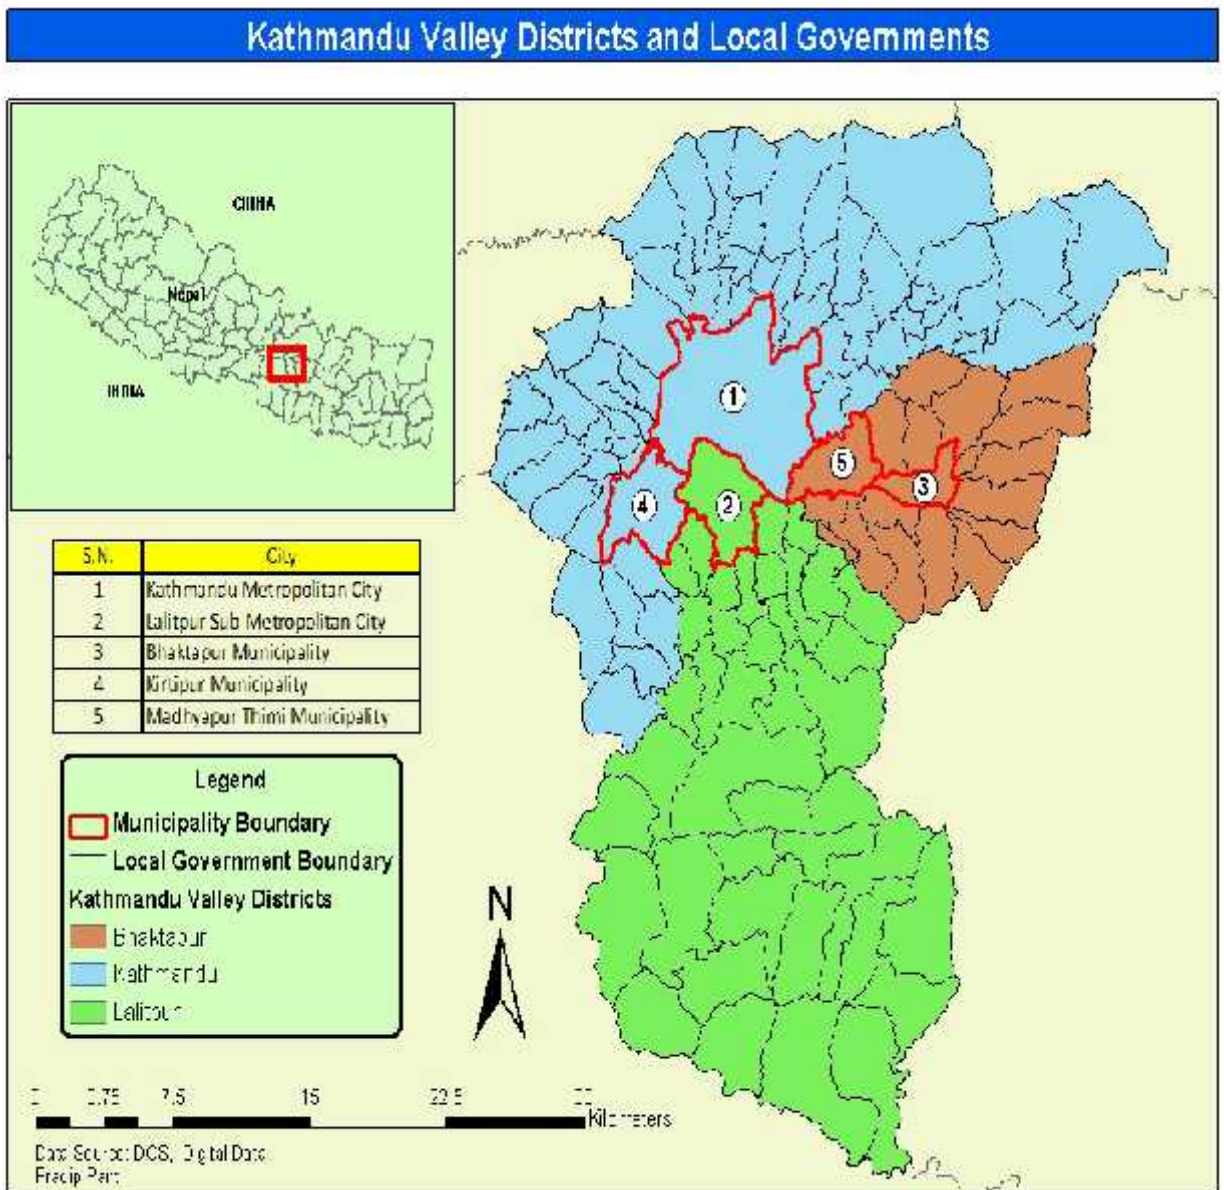 Kathmandu Valley Districts and Local Governments
CHINA
Nepal
INDIA
1
5
3
4
2
S.N. City
1 Kathmandu Metropolitan City
2 Lalitpur Sub Metropolitan City
3 Bhaktapur Municipality
4 Kirtipur Municipality
5 Madhyapur Thimi Municipality
Legend
Municipality Boundary
Local Government Boundary
Kathmandu Valley Districts
Bhaktapur
Kathmandu
Lalitpur
N
7.5 15 22.5
Kilometers
Data Source: DOS, Digital Data